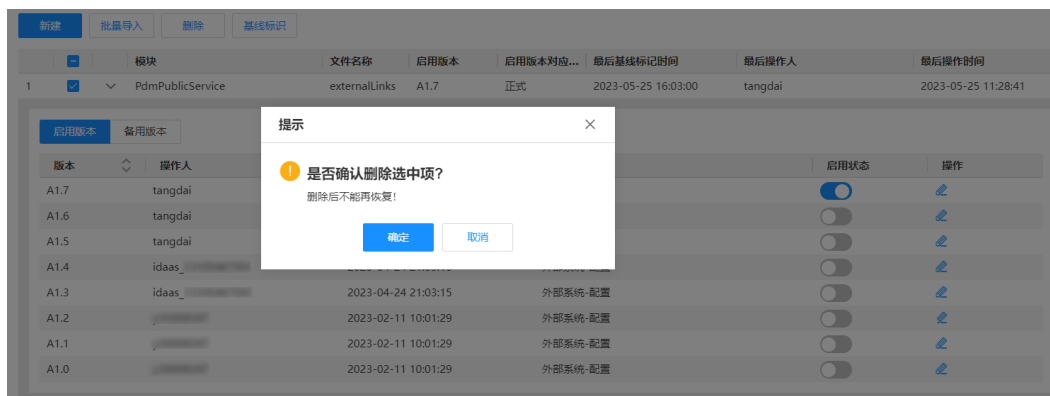 新建 批量导入 删除 基线标识
模块 文件名称 启用版本 启用版本对应... 最后基线标记时间 最后操作人 最后操作时间
1 PdmPublicService externalLinks A1.7 正式 2023-05-25 16:03:00 tangdai 2023-05-25 11:28:41
启用版本 备用版本
提示
版本 操作人 启用状态 操作
是否确认删除选中项?
删除后不能再恢复!
确定 取消
A1.7 tangdai
A1.6 tangdai
A1.5 tangdai
A1.4 idaas_
A1.3 idaas_ 2023-04-24 21:03:15 外部系统-配置
A1.2 2023-02-11 10:01:29 外部系统-配置
A1.1 2023-02-11 10:01:29 外部系统-配置
A1.0 2023-02-11 10:01:29 外部系统-配置